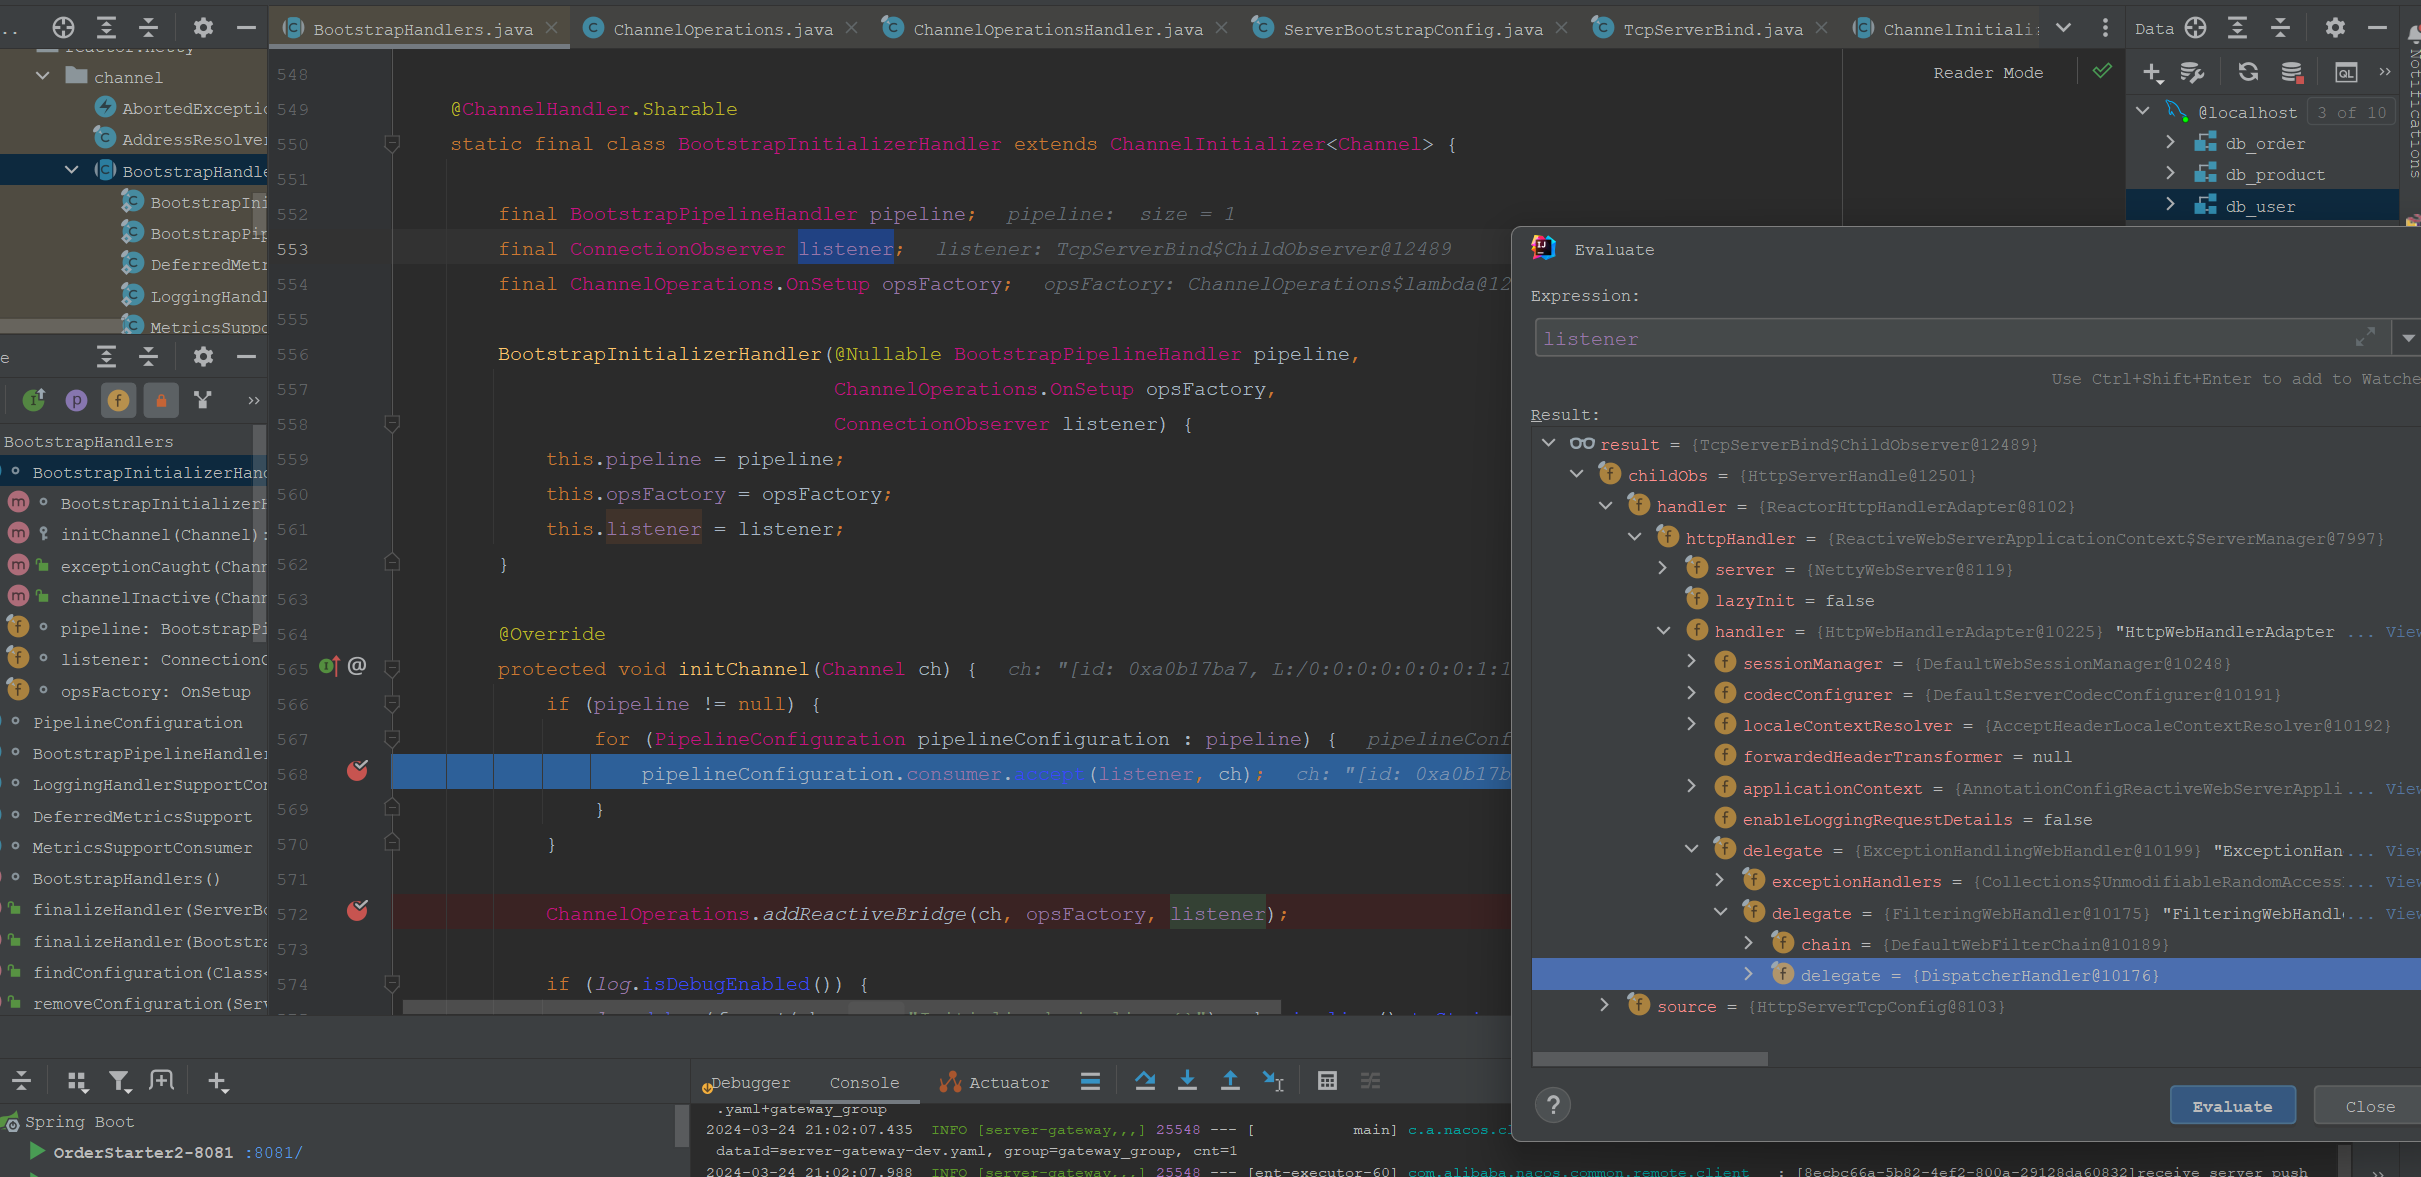 BootstrapHandlers.java
ChannelOperations.java
ChannelOperationsHandler.java
ServerBootstrapConfig.java
TcpServerBind.java
ChannelInitiali
Data
channel
AbortedExceptio
AddressResolver
BootstrapHandle
BootstrapIni
BootstrapPip
DeferredMetr
LoggingHandl
MetricsSuppo
e
BootstrapHandlers
BootstrapInitializerHand
BootstrapInitializerH
initChannel(Channel):
exceptionCaught(Chann
channelInactive(Chann
pipeline: BootstrapPi
listener: ConnectionO
opsFactory: OnSetup
PipelineConfiguration
BootstrapPipelineHandler
LoggingHandlerSupportCon
DeferredMetricsSupport
MetricsSupportConsumer
BootstrapHandlers()
finalizeHandler(ServerBo
finalizeHandler(Bootstra
findConfiguration(Class<
removeConfiguration(Serv
Reader Mode
548
549 @ChannelHandler.Sharable
550 static final class BootstrapInitializerHandler extends ChannelInitializer<Channel> {
551
552 final BootstrapPipelineHandler pipeline; pipeline: size = 1
553 final ConnectionObserver listener; listener: TcpServerBind$ChildObserver@12489
554 final ChannelOperations.OnSetup opsFactory; opsFactory: ChannelOperations$lambda@12
555
556 BootstrapInitializerHandler(@Nullable BootstrapPipelineHandler pipeline,
557 ChannelOperations.OnSetup opsFactory,
558 ConnectionObserver listener) {
559 this.pipeline = pipeline;
560 this.opsFactory = opsFactory;
561 this.listener = listener;
562 }
563
564 @Override
565 protected void initChannel(Channel ch) { ch: "[id: 0xa0b17ba7, L:/0:0:0:0:0:0:0:1:1
566 if (pipeline != null) {
567 for (PipelineConfiguration pipelineConfiguration : pipeline) { pipelineConf
568 pipelineConfiguration.consumer.accept(listener, ch); ch: "[id: 0xa0b17b
569 }
570 }
571
572 ChannelOperations.addReactiveBridge(ch, opsFactory, listener);
573
574 if (log.isDebugEnabled()) {
@localhost 3 of 10
db_order
db_product
db_user
Notifications
Evaluate
Expression:
listener
Use Ctrl+Shift+Enter to add to Watche
Result:
result = {TcpServerBind$ChildObserver@12489}
childObs = {HttpServerHandle@12501}
handler = {ReactorHttpHandlerAdapter@8102}
httpHandler = {ReactiveWebServerApplicationContext$ServerManager@7997}
server = {NettyWebServer@8119}
lazyInit = false
handler = {HttpWebHandlerAdapter@10225} "HttpWebHandlerAdapter ... View
sessionManager = {DefaultWebSessionManager@10248}
codecConfigurer = {DefaultServerCodecConfigurer@10191}
localeContextResolver = {AcceptHeaderLocaleContextResolver@10192}
forwardedHeaderTransformer = null
applicationContext = {AnnotationConfigReactiveWebServerAppli... View
enableLoggingRequestDetails = false
delegate = {ExceptionHandlingWebHandler@10199} "ExceptionHan... View
exceptionHandlers = {Collections$UnmodifiableRandomAccess... View
delegate = {FilteringWebHandler@10175} "FilteringWebHandl... View
chain = {DefaultWebFilterChain@10189}
delegate = {DispatcherHandler@10176}
source = {HttpServerTcpConfig@8103}
?
Evaluate
Close
Debugger
Console
Actuator
Spring Boot
OrderStarter2-8081 :8081/
.yaml+gateway_group
2024-03-24 21:02:07.435 INFO [server-gateway,,,] 25548 --- [ main] c.a.nacos.cl
dataId=server-gateway-dev.yaml, group=gateway_group, cnt=1
2024-03-24 21:02:07.988 INFO [server-gateway,,,] 25548 --- [ent-executor-60] com.alibaba.nacos.common.remote.client : [8ecbc66a-5b82-4ef2-800a-29128da60832]receive server push